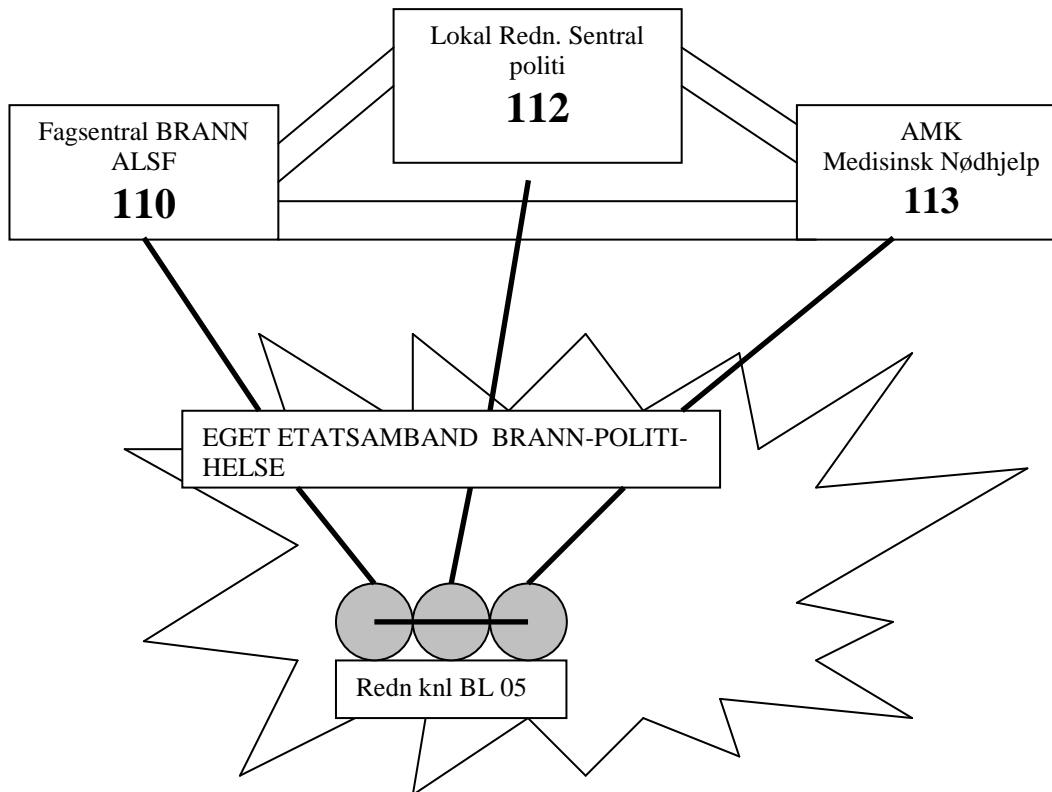 Lokal Redn. Sentral
politi
112
Fagsentral BRANN
ALSF
110
AMK
Medisinsk Nødhjelp
113
EGET ETATSAMBAND BRANN-POLITI-
HELSE
Redn knl BL 05